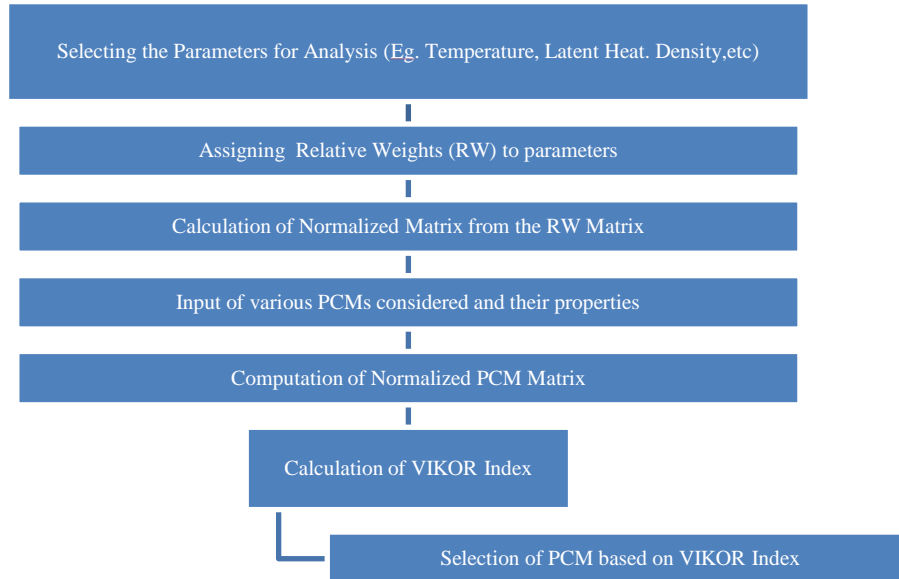 Selecting the Parameters for Analysis (Eg. Temperature, Latent Heat. Density,etc)
Assigning Relative Weights (RW) to parameters
Calculation of Normalized Matrix from the RW Matrix
Input of various PCMs considered and their properties
Computation of Normalized PCM Matrix
Calculation of VIKOR Index
Selection of PCM based on VIKOR Index